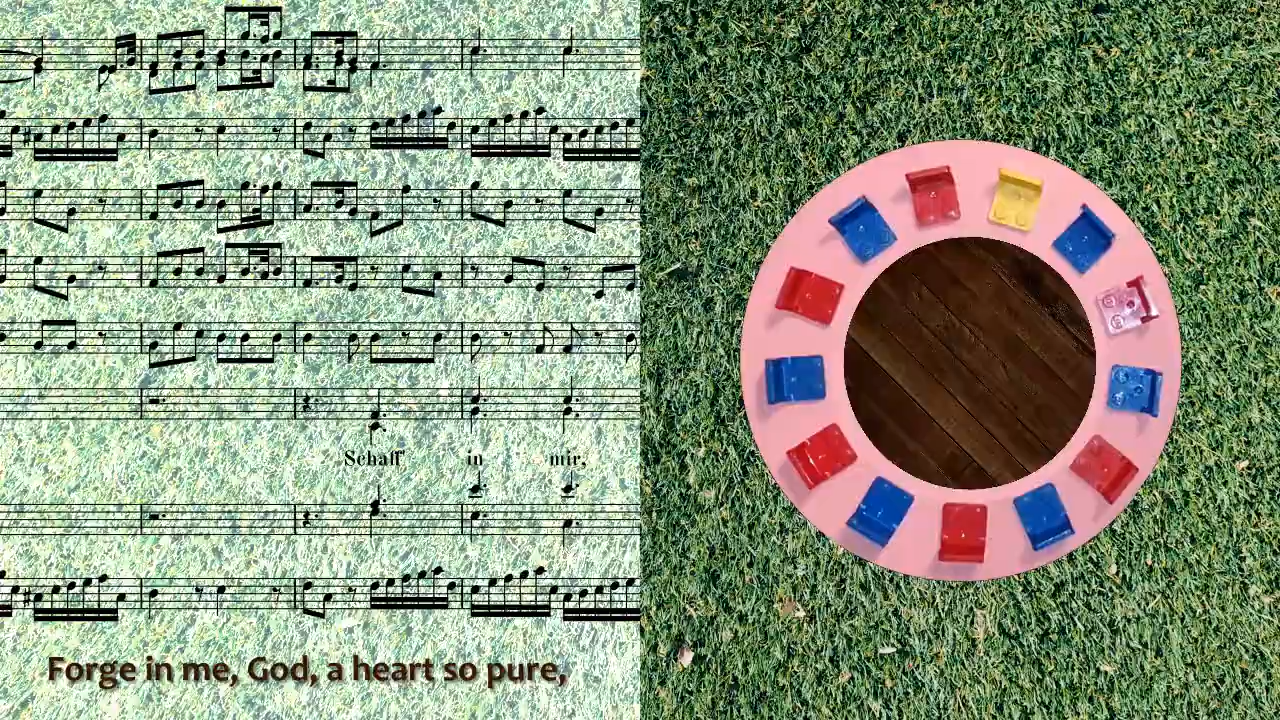 Schaff' in mir,
Forge in me, God, a heart so pure,